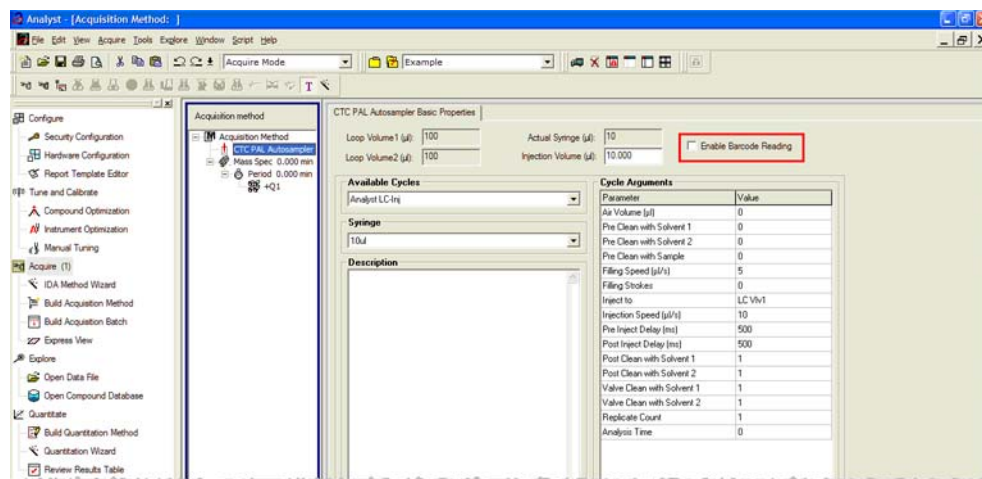 Analyst - [Acquisition Method: ]
File Edit View Acquire Tools Explore Window Script Help
Acquire Mode
Example
Configure
Security Configuration
Hardware Configuration
Report Template Editor
Tune and Calibrate
Compound Optimization
Instrument Optimization
Manual Tuning
Acquire (1)
IDA Method Wizard
Build Acquisition Method
Build Acquisition Batch
Express View
Explore
Open Data File
Open Compound Database
Quantitate
Build Quantitation Method
Quantitation Wizard
Review Results Table
Acquisition method
Acquisition Method
CTC PAL Autosampler
Mass Spec 0.000 min
Period 0.000 min
+Q1
CTC PAL Autosampler Basic Properties
Loop Volume1 (µl): 100
Actual Syringe (µl): 10
Loop Volume2 (µl): 100
Injection Volume (µl): 10.000
Enable Barcode Reading
Available Cycles
Analyst LC-Inj
Syringe
10ul
Description
Cycle Arguments
Parameter Value
Air Volume (µl) 0
Pre Clean with Solvent 1 0
Pre Clean with Solvent 2 0
Pre Clean with Sample 0
Filling Speed (µl/s) 5
Filling Strokes 0
Inject to LC Vlv1
Injection Speed (µl/s) 10
Pre Inject Delay (ms) 500
Post Inject Delay (ms) 500
Post Clean with Solvent 1 1
Post Clean with Solvent 2 1
Valve Clean with Solvent 1 1
Valve Clean with Solvent 2 1
Replicate Count 1
Analysis Time 0